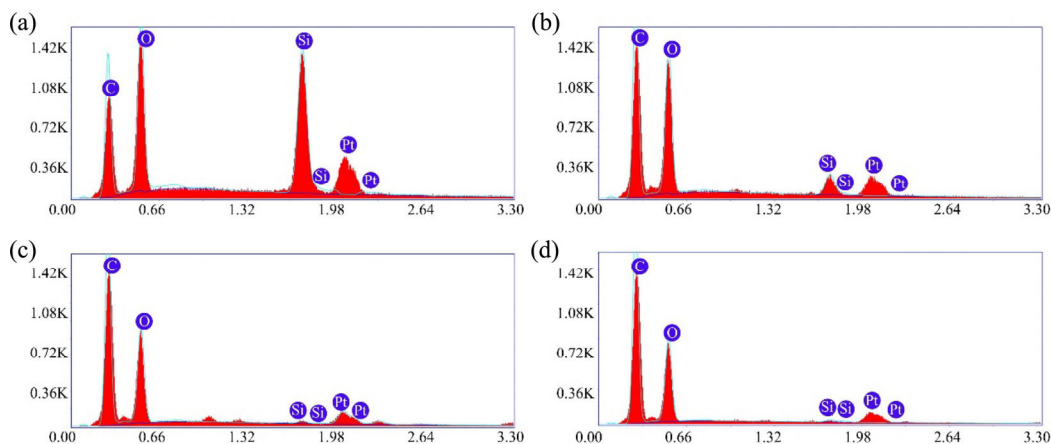 (a)
1.42K
1.08K
0.72K
0.36K
C
O
Si
Si
Pt
Pt
0.00 0.66 1.32 1.98 2.64 3.30
(b)
1.42K
1.08K
0.72K
0.36K
C
O
Si
Si
Pt
Pt
0.00 0.66 1.32 1.98 2.64 3.30
(c)
1.42K
1.08K
0.72K
0.36K
C
O
Si
Si
Pt
Pt
0.00 0.66 1.32 1.98 2.64 3.30
(d)
1.42K
1.08K
0.72K
0.36K
C
O
Si
Si
Pt
Pt
0.00 0.66 1.32 1.98 2.64 3.30